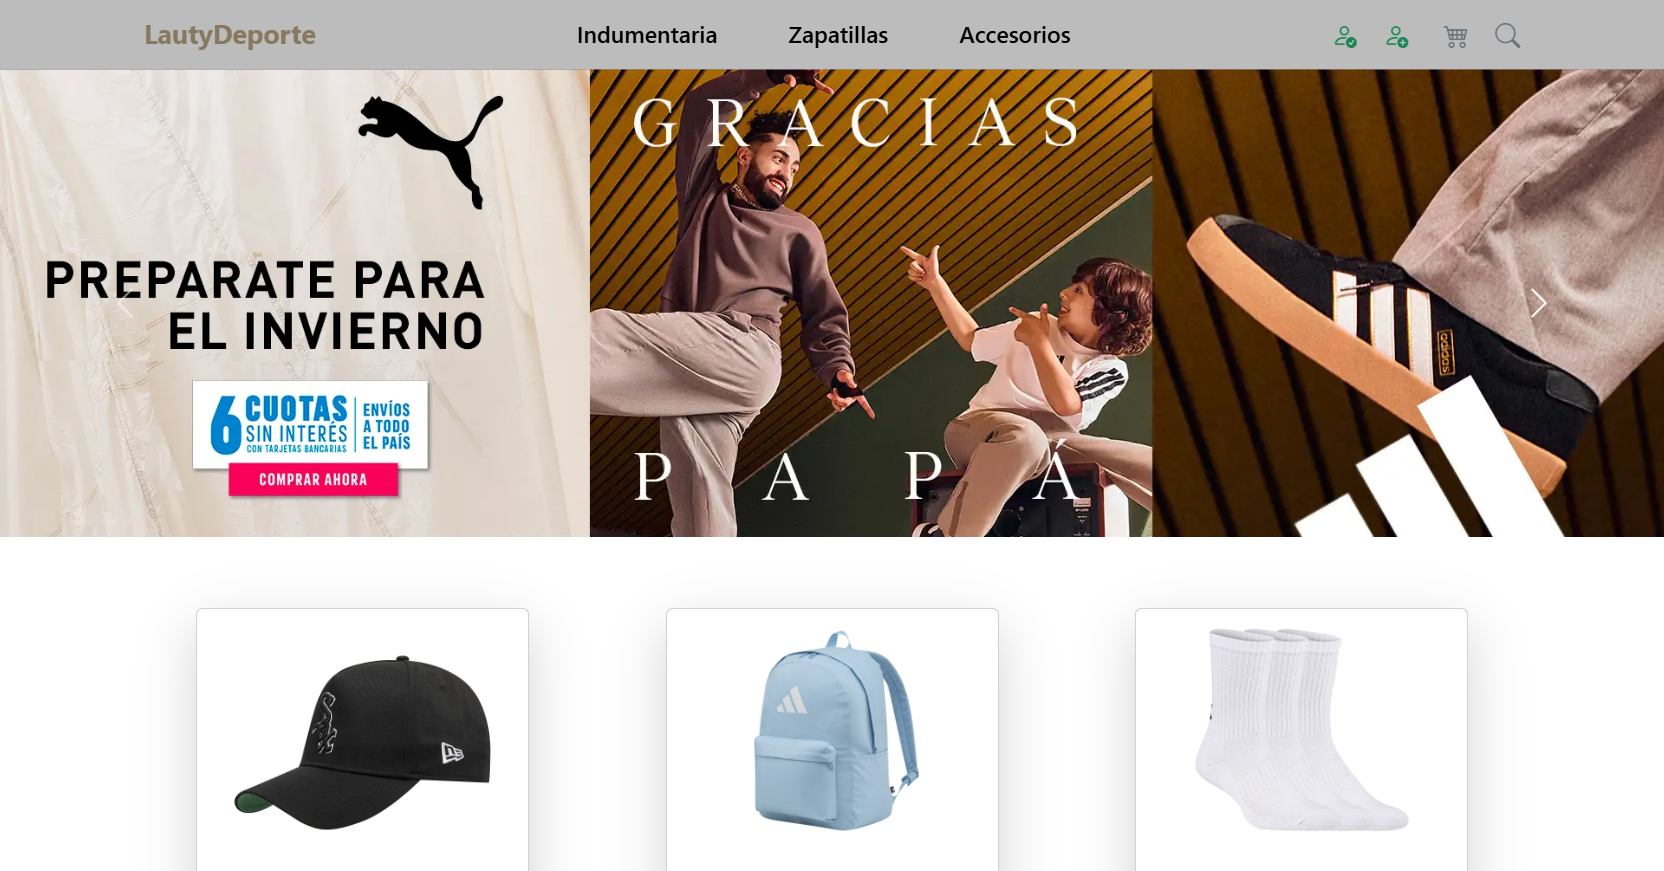 LautyDeporte
Indumentaria
Zapatillas
Accesorios
PREPARATE PARA
EL INVIERNO
6 CUOTAS
SIN INTERÉS
CON TARJETAS BANCARIAS
ENVÍOS
A TODO
EL PAÍS
COMPRAR AHORA
GRACIAS
PAPÁ
adidas